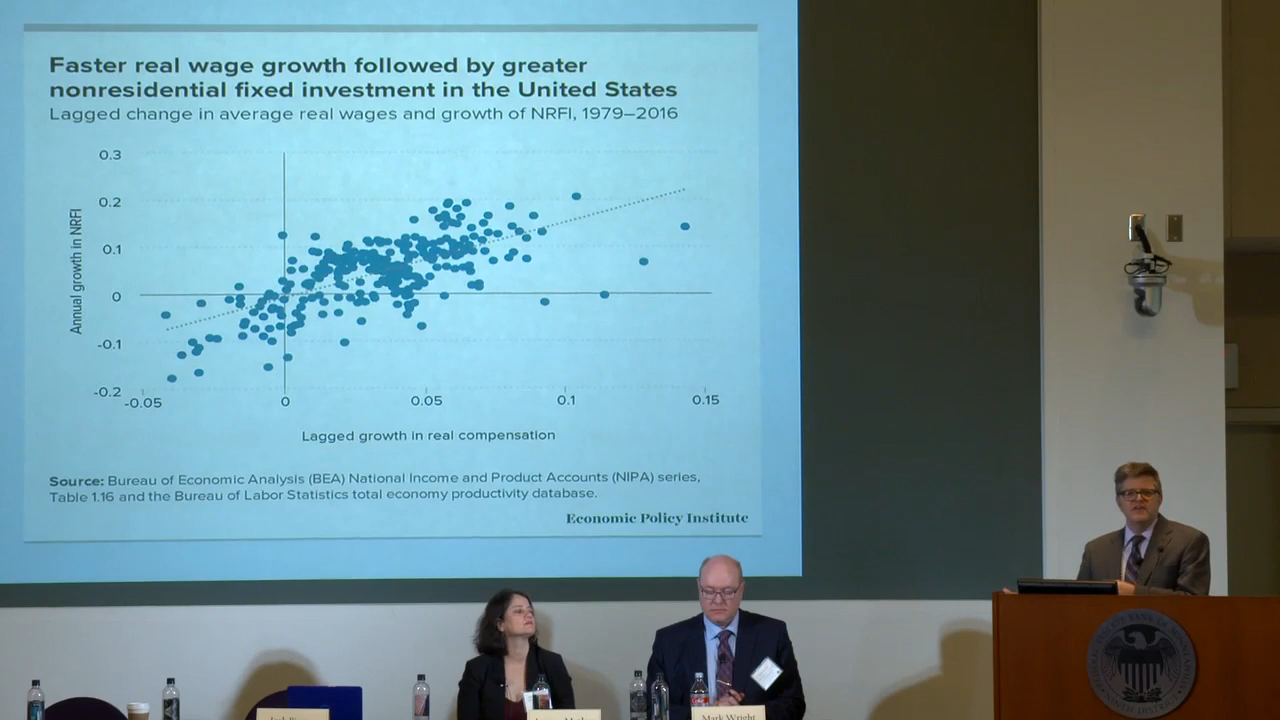 Faster real wage growth followed by greater
nonresidential fixed investment in the United States
Lagged change in average real wages and growth of NRFI, 1979–2016
Annual growth in NRFI
0.3
0.2
0.1
0
-0.1
-0.2
-0.05
0
0.05
0.1
0.15
Lagged growth in real compensation
Source: Bureau of Economic Analysis (BEA) National Income and Product Accounts (NIPA) series,
Table 1.16 and the Bureau of Labor Statistics total economy productivity database.
Economic Policy Institute
Mark Wright